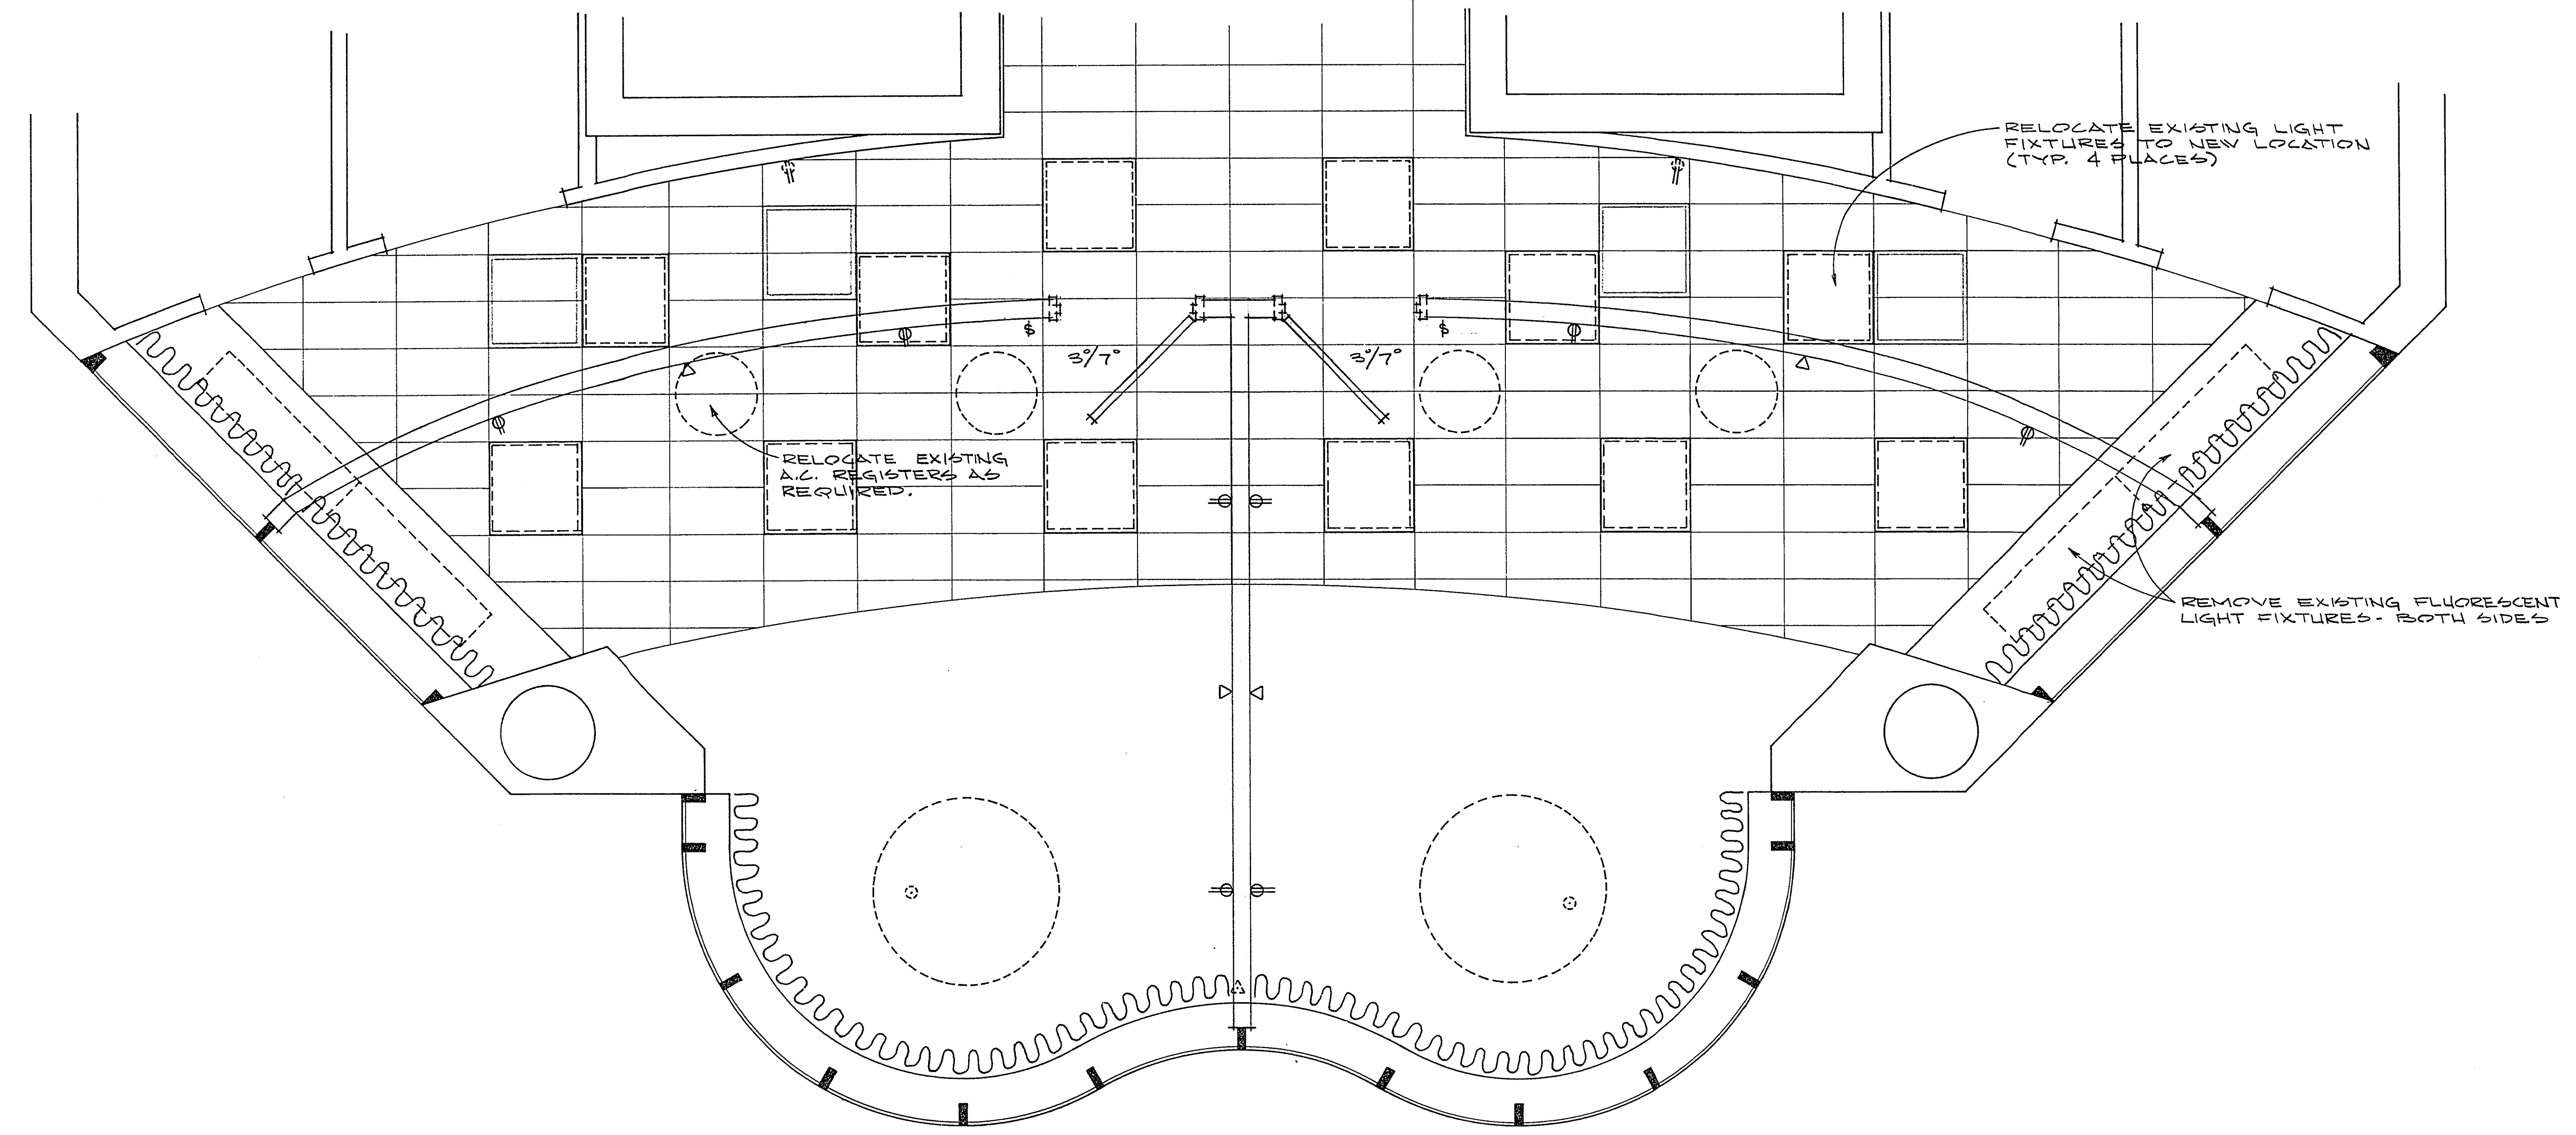 RELOCATE EXISTING LIGHT
FIXTURES TO NEW LOCATION
(TYP. 4 PLACES)
$
$
3°/7°
3°/7°
RELOCATE EXISTING
A.C. REGISTERS AS
REQUIRED.
REMOVE EXISTING FLUORESCENT
LIGHT FIXTURES - BOTH SIDES